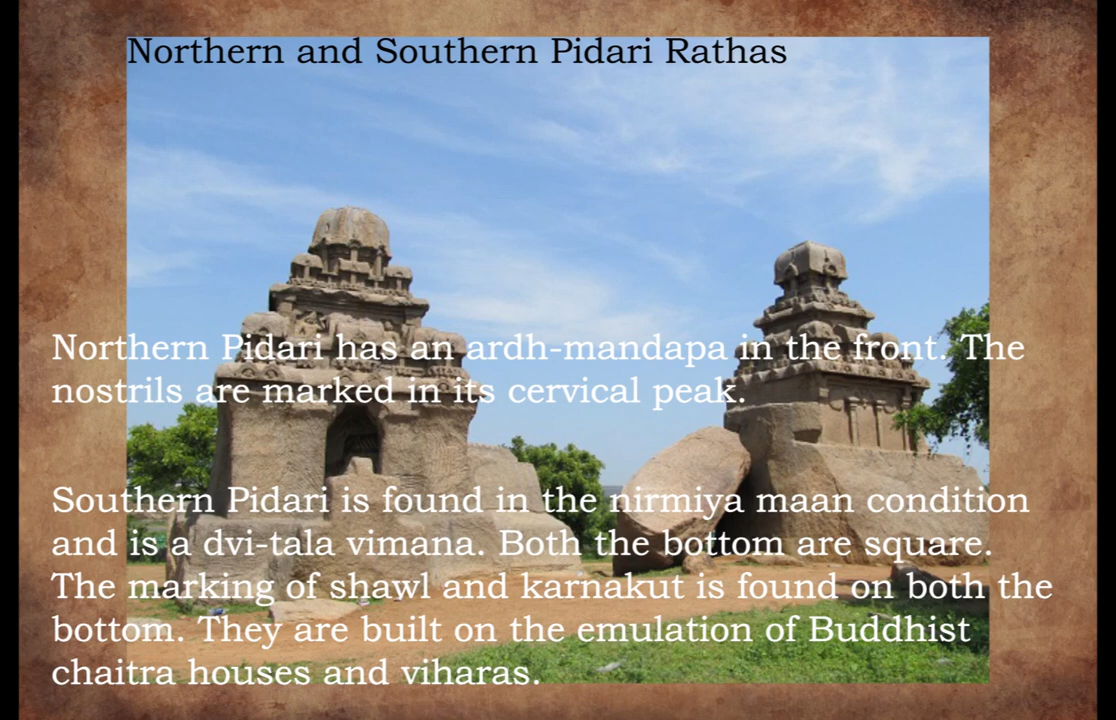 Northern and Southern Pidari Rathas
Northern Pidari has an ardh-mandapa in the front. The
nostrils are marked in its cervical peak.
Southern Pidari is found in the nirmiya maan condition
and is a dvi-tala vimana. Both the bottom are square.
The marking of shawl and karnakut is found on both the
bottom. They are built on the emulation of Buddhist
chaitra houses and viharas.